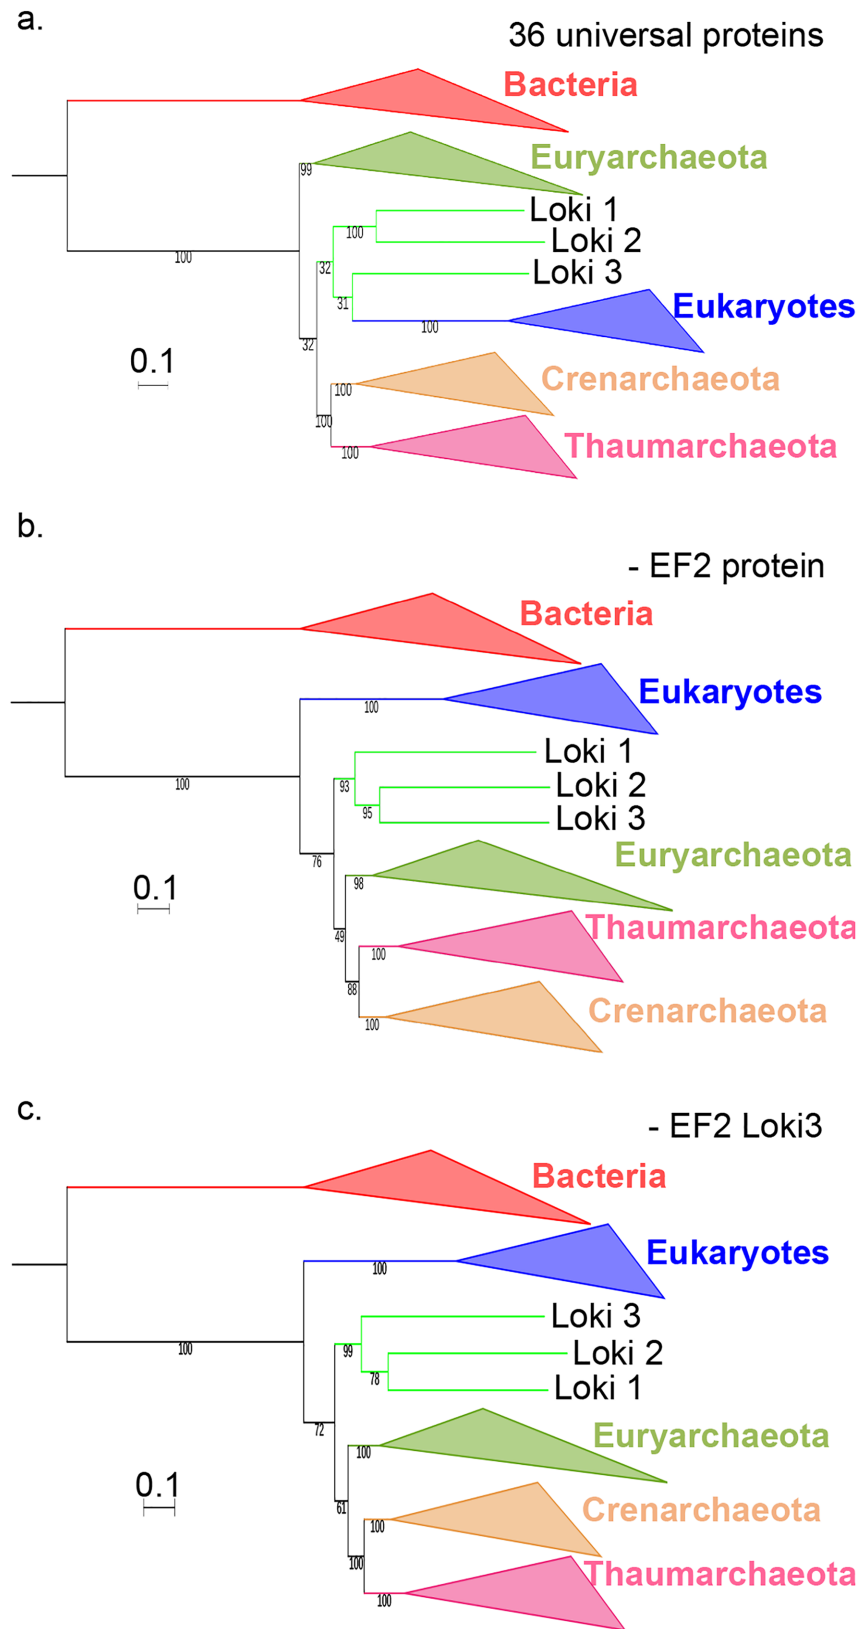 a.
36 universal proteins
Bacteria
99
Euryarchaeota
Loki 1
100
Loki 2
100
32
Loki 3
31
Eukaryotes
100
32
0.1
100
Crenarchaeota
100
Thaumarchaeota
100
b.
- EF2 protein
Bacteria
Eukaryotes
100
Loki 1
100
93
Loki 2
95
Loki 3
Euryarchaeota
76
98
0.1
Thaumarchaeota
49
100
88
Crenarchaeota
100
c.
- EF2 Loki3
Bacteria
Eukaryotes
100
Loki 3
100
99
Loki 2
78
Loki 1
72
Euryarchaeota
100
0.1
61
Crenarchaeota
100
100
Thaumarchaeota
100